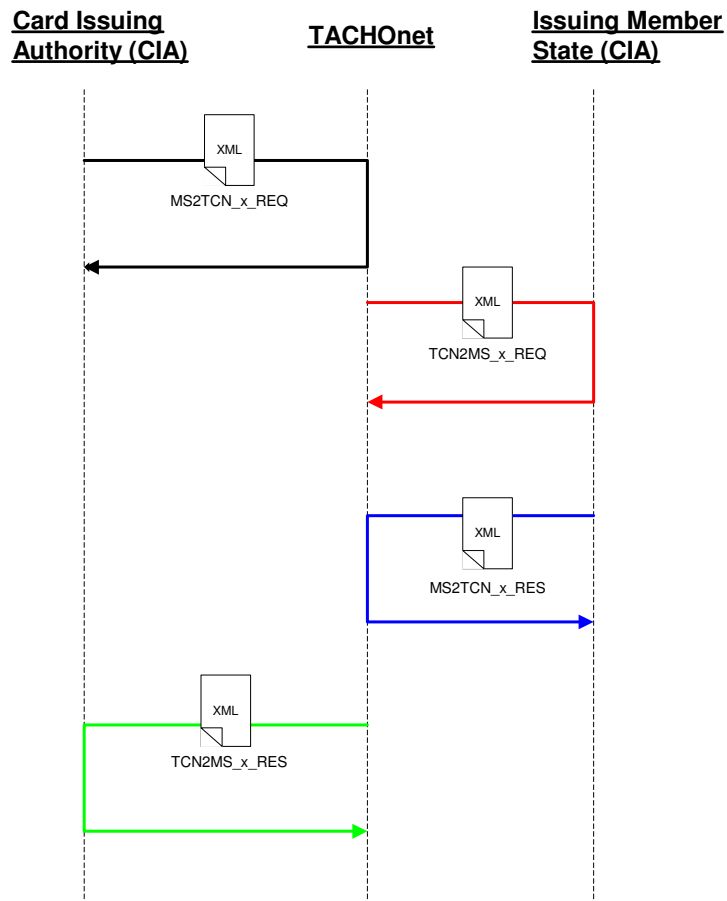 Card Issuing
Authority (CIA)
TACHOnet
Issuing Member
State (CIA)
XML
MS2TCN_x_REQ
XML
TCN2MS_x_REQ
XML
MS2TCN_x_RES
XML
TCN2MS_x_RES